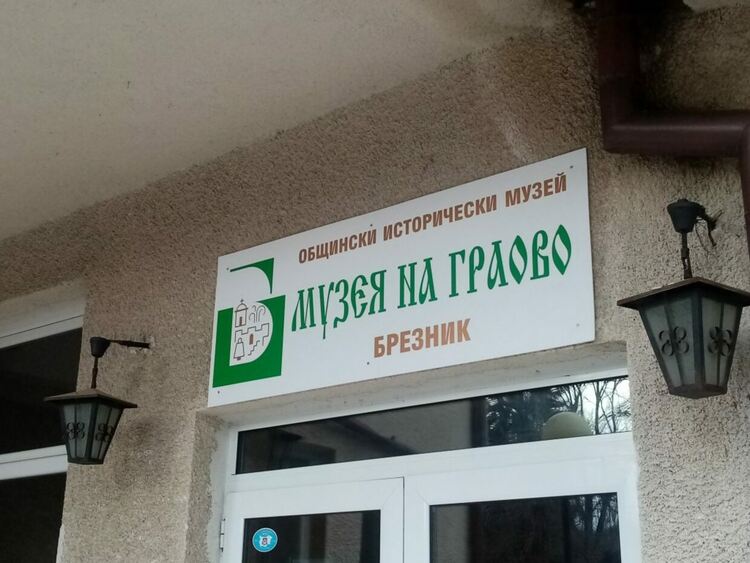 ОБЩИНСКИ ИСТОРИЧЕСКИ МУЗЕЙ
МУЗЕЯ НА ГРАОВО
БРЕЗНИК